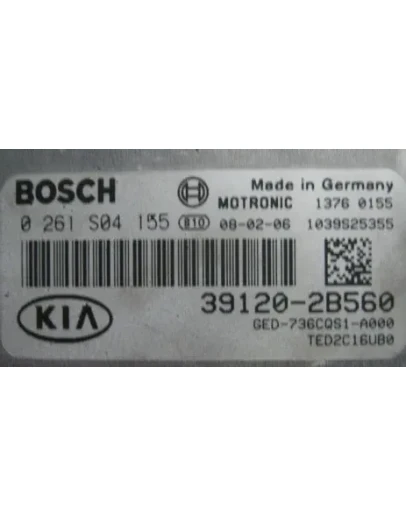 BOSCH Made in Germany
MOTRONIC 1376 0155
0 261 S04 155 B10 08-02-06 1039S25355
39120-2B560
KIA
GED-736CQS1-A000
TED2C16UB0